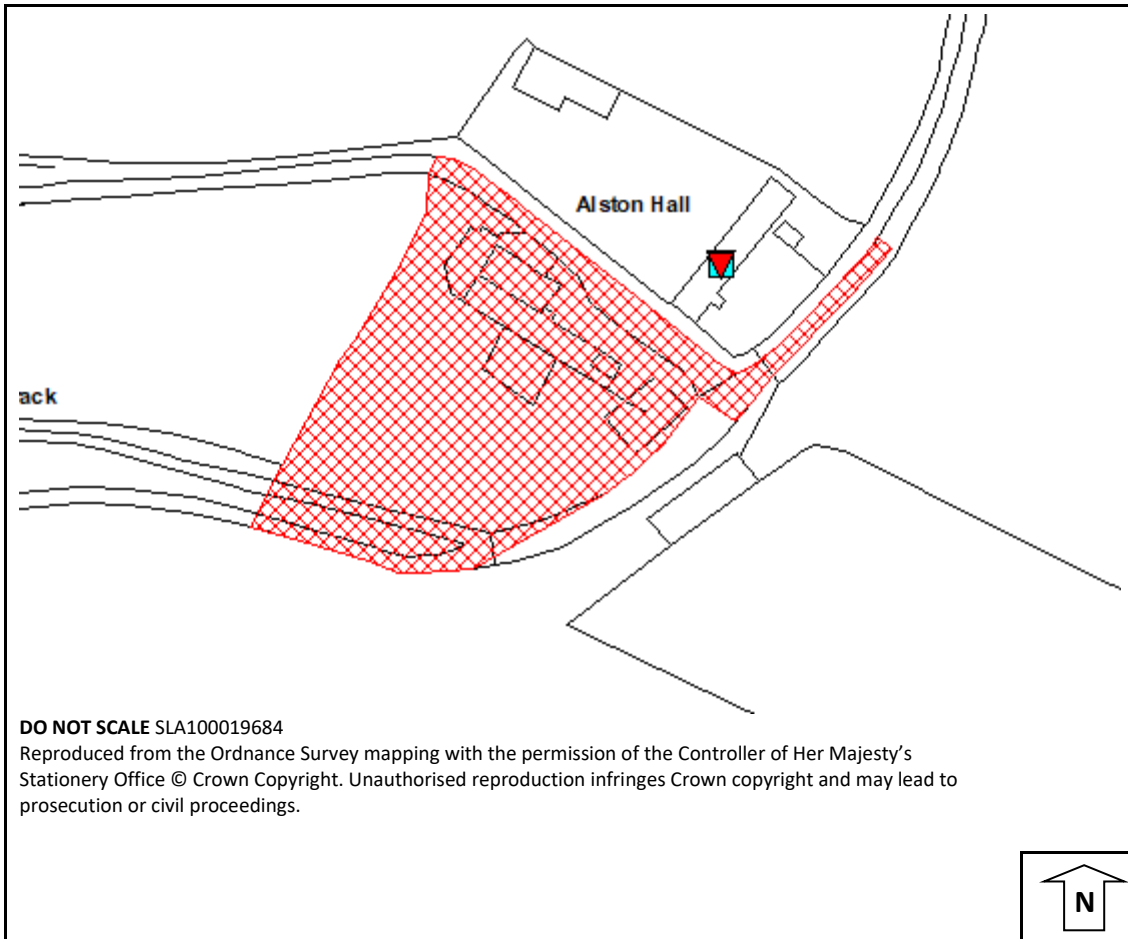 Alston Hall
ack
DO NOT SCALE SLA100019684
Reproduced from the Ordnance Survey mapping with the permission of the Controller of Her Majesty’s
Stationery Office © Crown Copyright. Unauthorised reproduction infringes Crown copyright and may lead to
prosecution or civil proceedings.
N